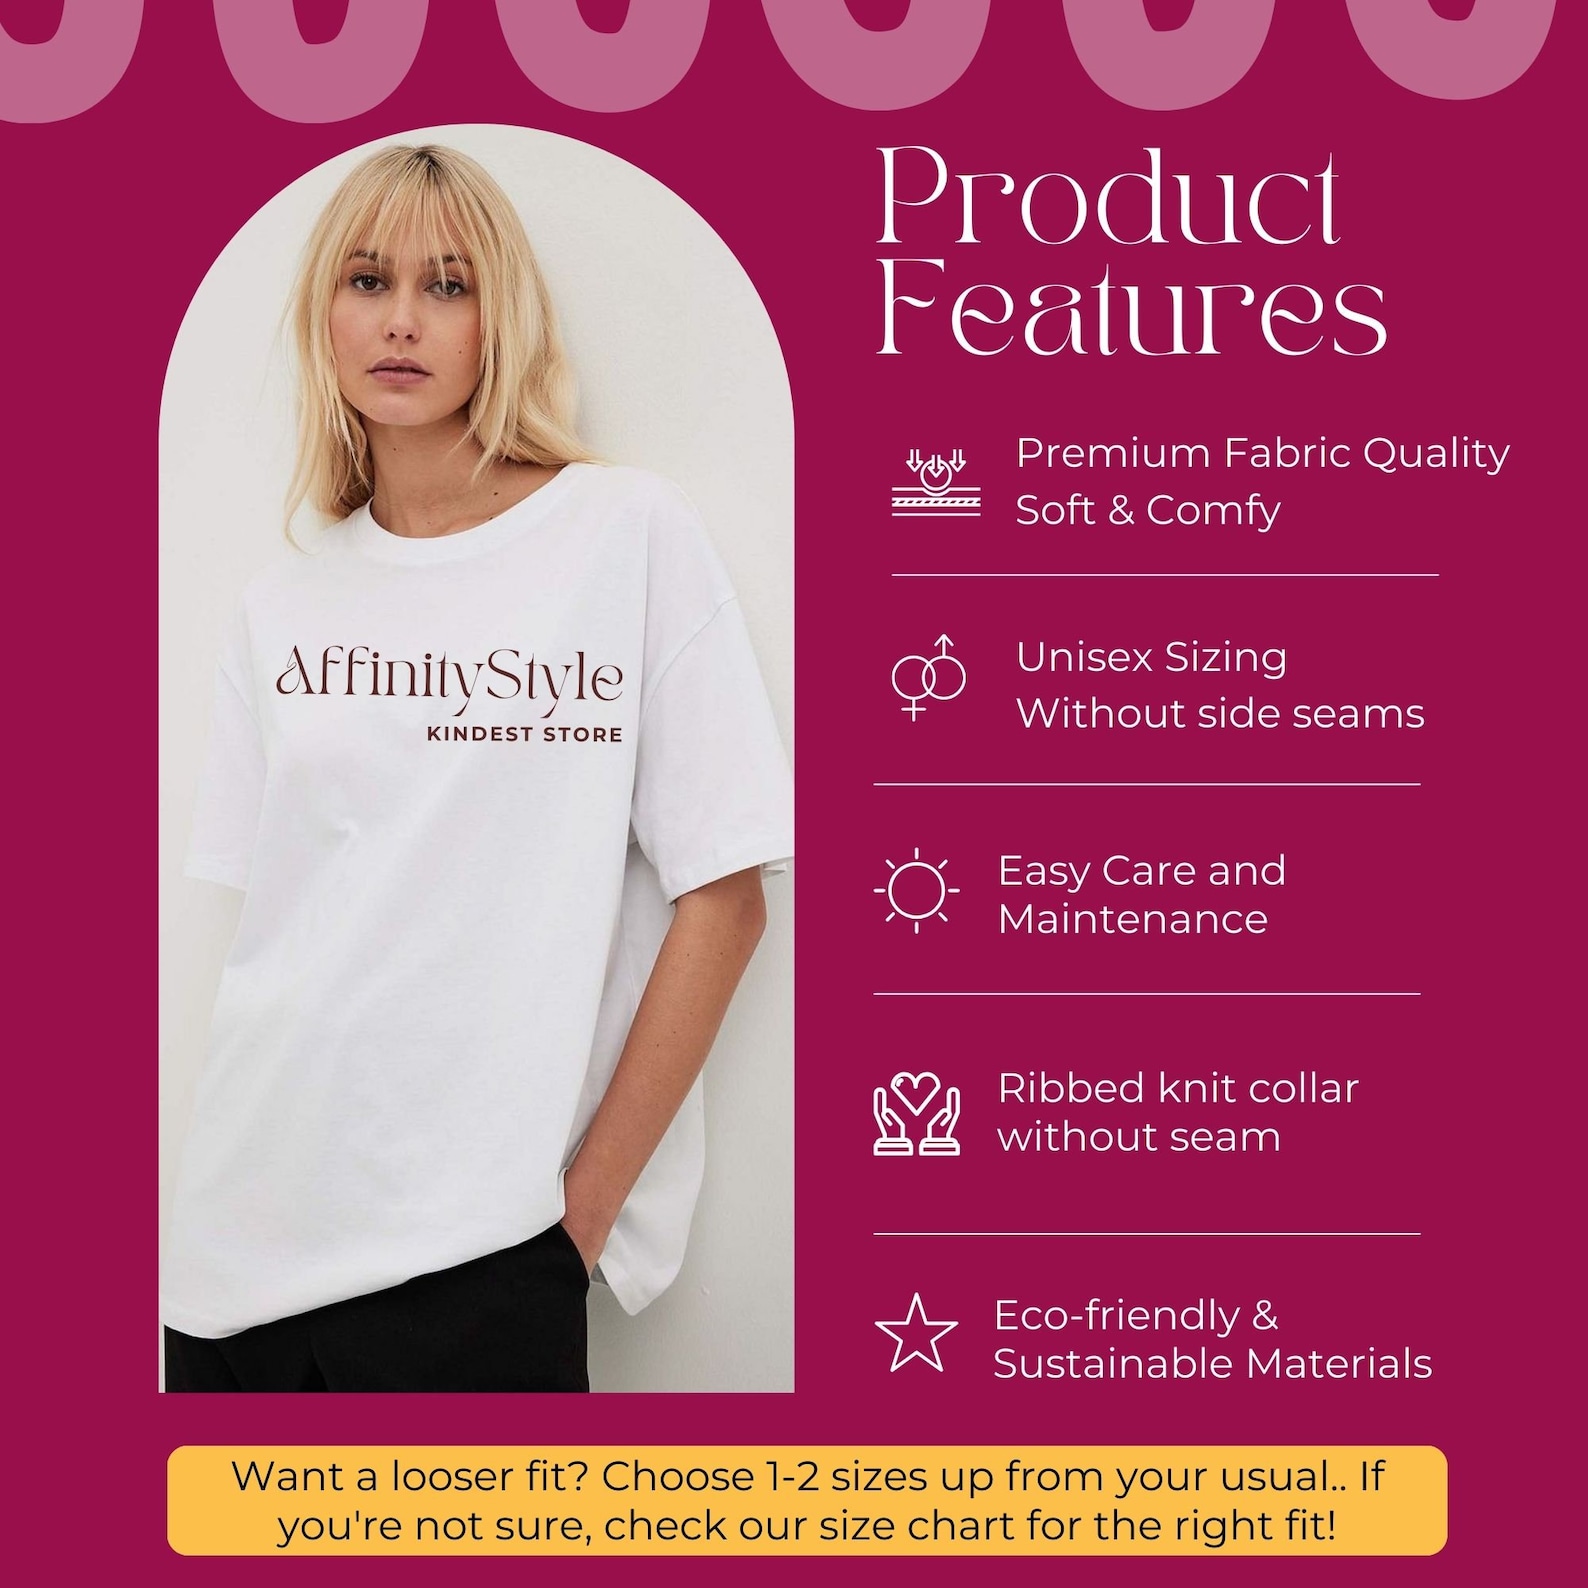 Product
Features
AffinityStyle
KINDEST STORE
Premium Fabric Quality
Soft & Comfy
Unisex Sizing
Without side seams
Easy Care and
Maintenance
Ribbed knit collar
without seam
Eco-friendly &
Sustainable Materials
Want a looser fit? Choose 1-2 sizes up from your usual.. If
you're not sure, check our size chart for the right fit!